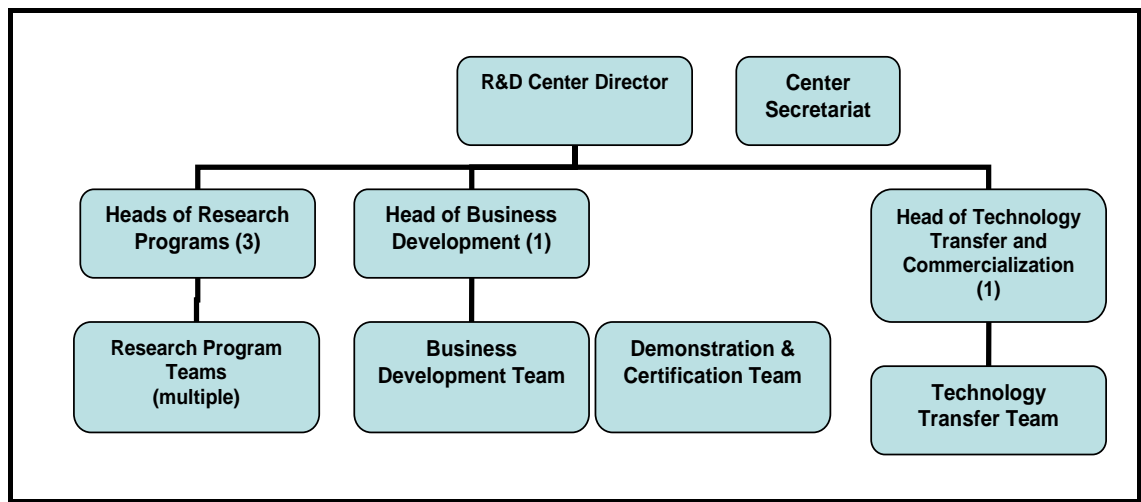 R&D Center Director
Center
Secretariat
Heads of Research
Programs (3)
Head of Business
Development (1)
Head of Technology
Transfer and
Commercialization
(1)
Research Program
Teams
(multiple)
Business
Development Team
Demonstration &
Certification Team
Technology
Transfer Team